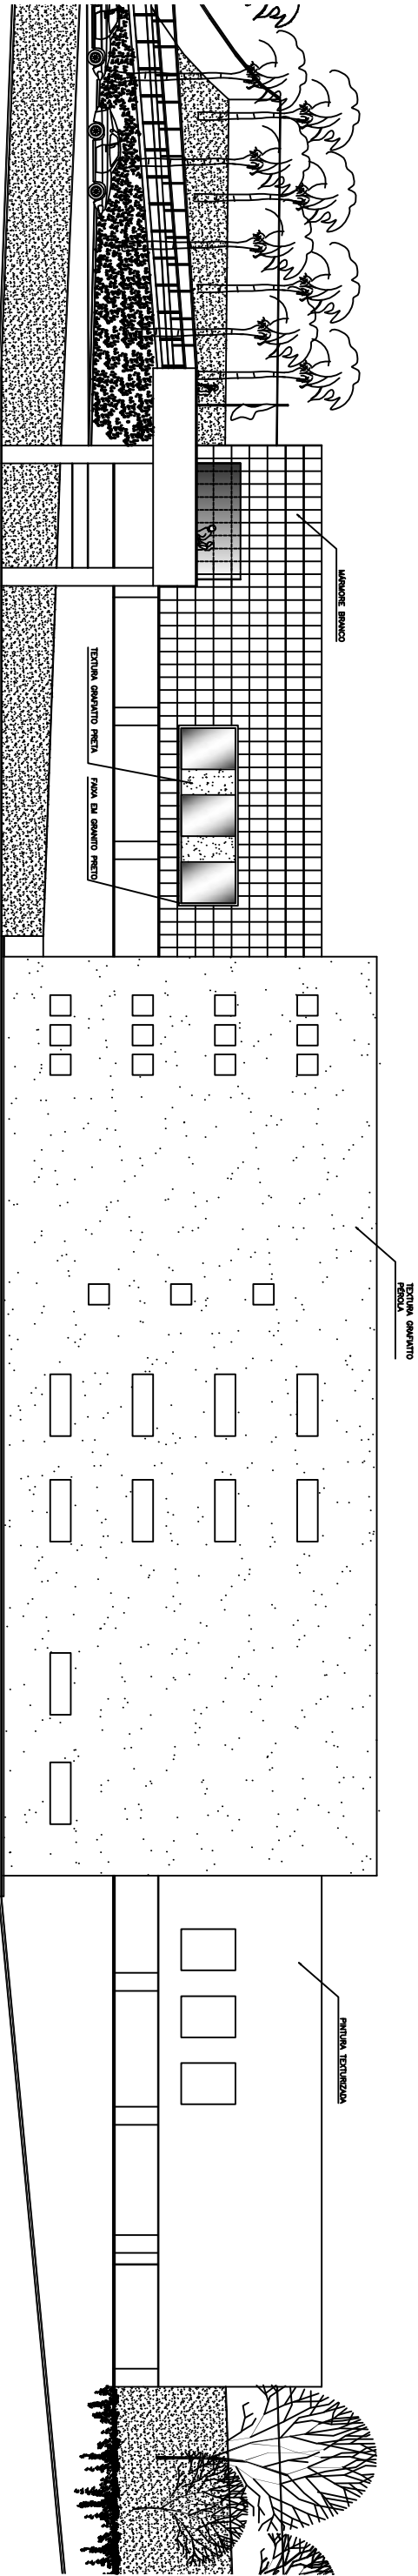 MÁRMORE BRANCO
TEXTURA GRAFIATTO PRETA
FAIXA EM GRANITO PRETO
TEXTURA GRAFIATTO
PÉROLA
PINTURA TEXTURIZADA